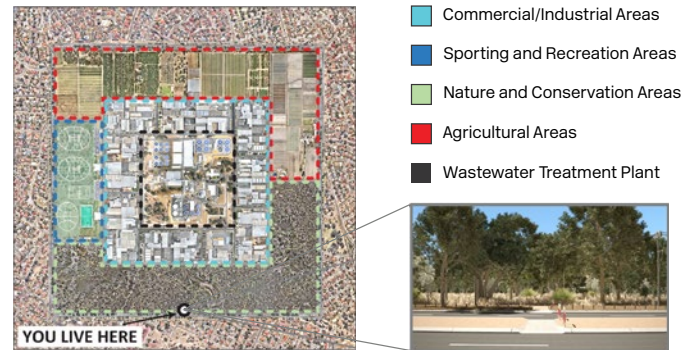 Commercial/Industrial Areas
Sporting and Recreation Areas
Nature and Conservation Areas
Agricultural Areas
Wastewater Treatment Plant
YOU LIVE HERE